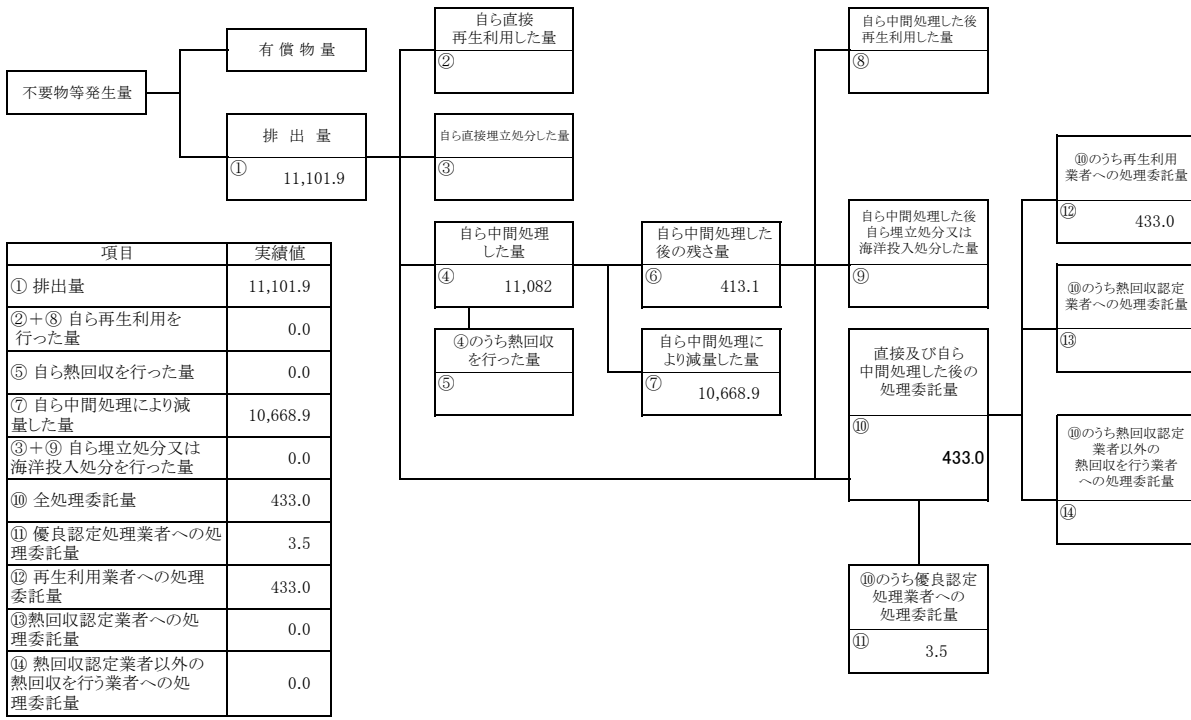 不要物等発生量
有 償 物 量
排 出 量
①
11,101.9
自ら直接
再生利用した量
②
自ら直接埋立処分した量
③
自ら中間処理
した量
④
11,082
④のうち熱回収
を行った量
⑤
自ら中間処理した
後の残さ量
⑥
413.1
自ら中間処理に
より減量した量
⑦
10,668.9
自ら中間処理した後
再生利用した量
⑧
自ら中間処理した後
自ら埋立処分又は
海洋投入処分した量
⑨
直接及び自ら
中間処理した後の
処理委託量
⑩
433.0
⑩のうち優良認定
処理業者への
処理委託量
⑪
3.5
⑩のうち再生利用
業者への処理委託量
⑫
433.0
⑩のうち熱回収認定
業者への処理委託量
⑬
⑩のうち熱回収認定
業者以外の
熱回収を行う業者
への処理委託量
⑭
項目 実績値
① 排出量 11,101.9
②+⑧ 自ら再生利用を
行った量 0.0
⑤ 自ら熱回収を行った量 0.0
⑦ 自ら中間処理により減
量した量 10,668.9
③+⑨ 自ら埋立処分又は
海洋投入処分を行った量 0.0
⑩ 全処理委託量 433.0
⑪ 優良認定処理業者への処
理委託量 3.5
⑫ 再生利用業者への処理
委託量 433.0
⑬熱回収認定業者への処
理委託量 0.0
⑭ 熱回収認定業者以外の
熱回収を行う業者への処
理委託量 0.0